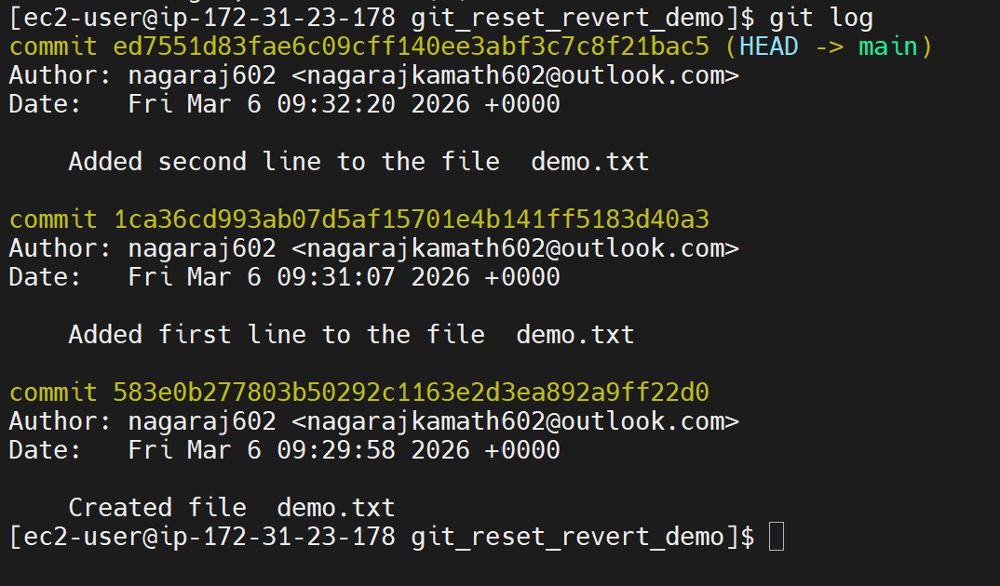 [ec2-user@ip-172-31-23-178 git_reset_revert_demo]$ git log
commit ed7551d83fae6c09cff140ee3abf3c7c8f21bac5 (HEAD -> main)
Author: nagaraj602 <nagarajkamath602@outlook.com>
Date:   Fri Mar 6 09:32:20 2026 +0000

    Added second line to the file  demo.txt

commit 1ca36cd993ab07d5af15701e4b141ff5183d40a3
Author: nagaraj602 <nagarajkamath602@outlook.com>
Date:   Fri Mar 6 09:31:07 2026 +0000

    Added first line to the file  demo.txt

commit 583e0b277803b50292c1163e2d3ea892a9ff22d0
Author: nagaraj602 <nagarajkamath602@outlook.com>
Date:   Fri Mar 6 09:29:58 2026 +0000

    Created file  demo.txt
[ec2-user@ip-172-31-23-178 git_reset_revert_demo]$